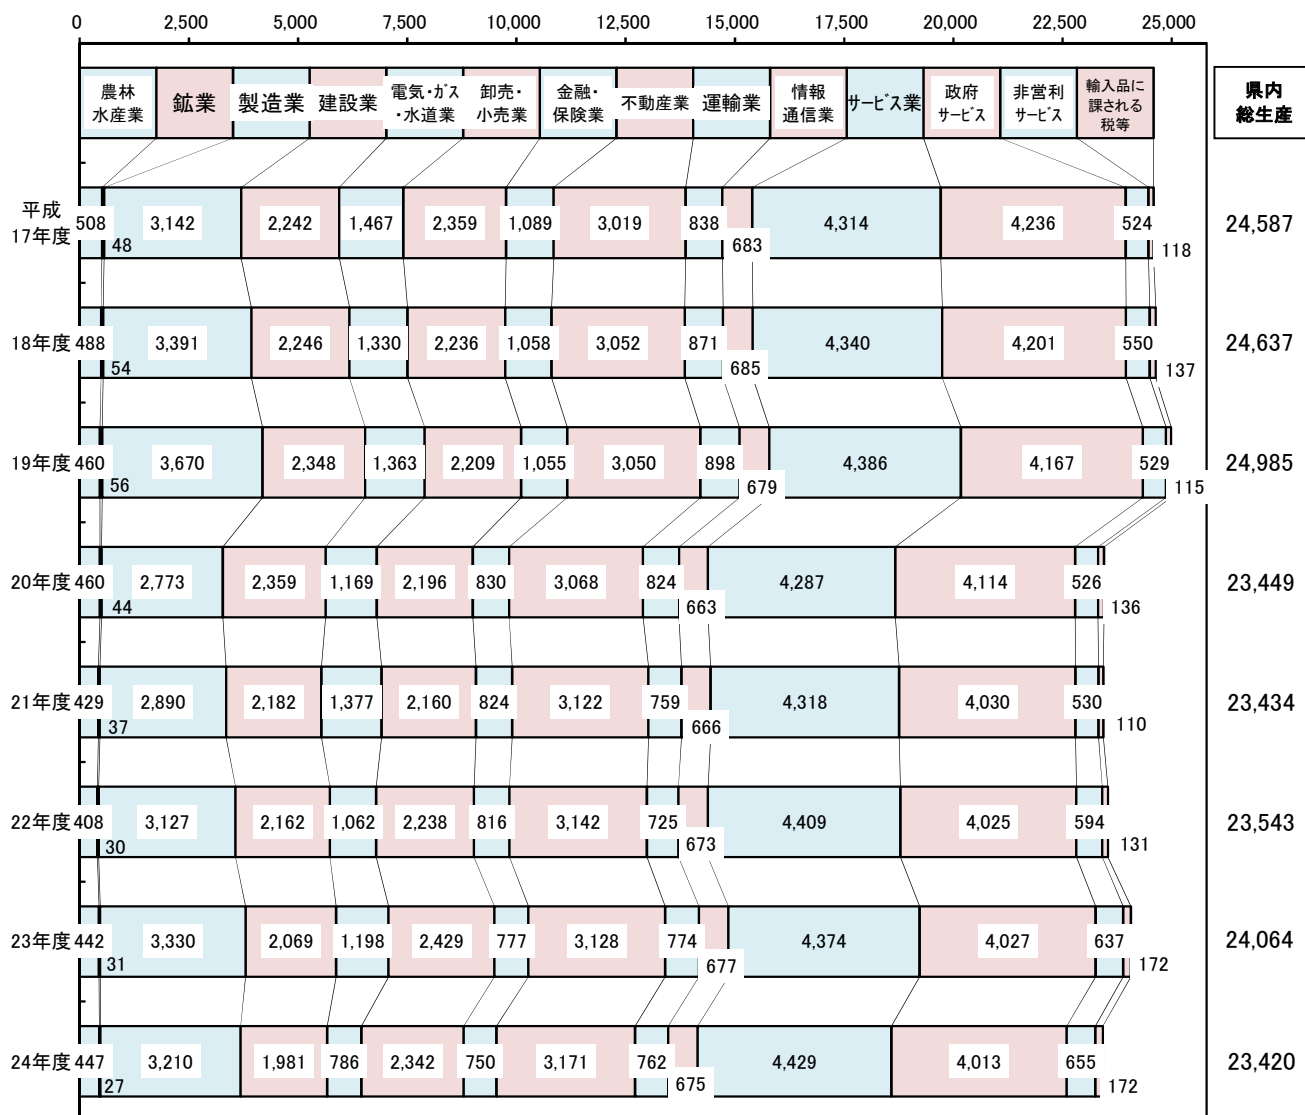 0 2,500 5,000 7,500 10,000 12,500 15,000 17,500 20,000 22,500 25,000
農林
水産業
鉱業
製造業
建設業
電気・ガス
・水道業
卸売・
小売業
金融・
保険業
不動産業
運輸業
情報
通信業
サービス業
政府
サービス
非営利
サービス
輸入品に
課される
税等
県内
総生産
平成
17年度 508 48 3,142 2,242 1,467 2,359 1,089 3,019 838 683 4,314 4,236 524 118 24,587
18年度 488 54 3,391 2,246 1,330 2,236 1,058 3,052 871 685 4,340 4,201 550 137 24,637
19年度 460 56 3,670 2,348 1,363 2,209 1,055 3,050 898 679 4,386 4,167 529 115 24,985
20年度 460 44 2,773 2,359 1,169 2,196 830 3,068 824 663 4,287 4,114 526 136 23,449
21年度 429 37 2,890 2,182 1,377 2,160 824 3,122 759 666 4,318 4,030 530 110 23,434
22年度 408 30 3,127 2,162 1,062 2,238 816 3,142 725 673 4,409 4,025 594 131 23,543
23年度 442 31 3,330 2,069 1,198 2,429 777 3,128 774 677 4,374 4,027 637 172 24,064
24年度 447 27 3,210 1,981 786 2,342 750 3,171 762 675 4,429 4,013 655 172 23,420